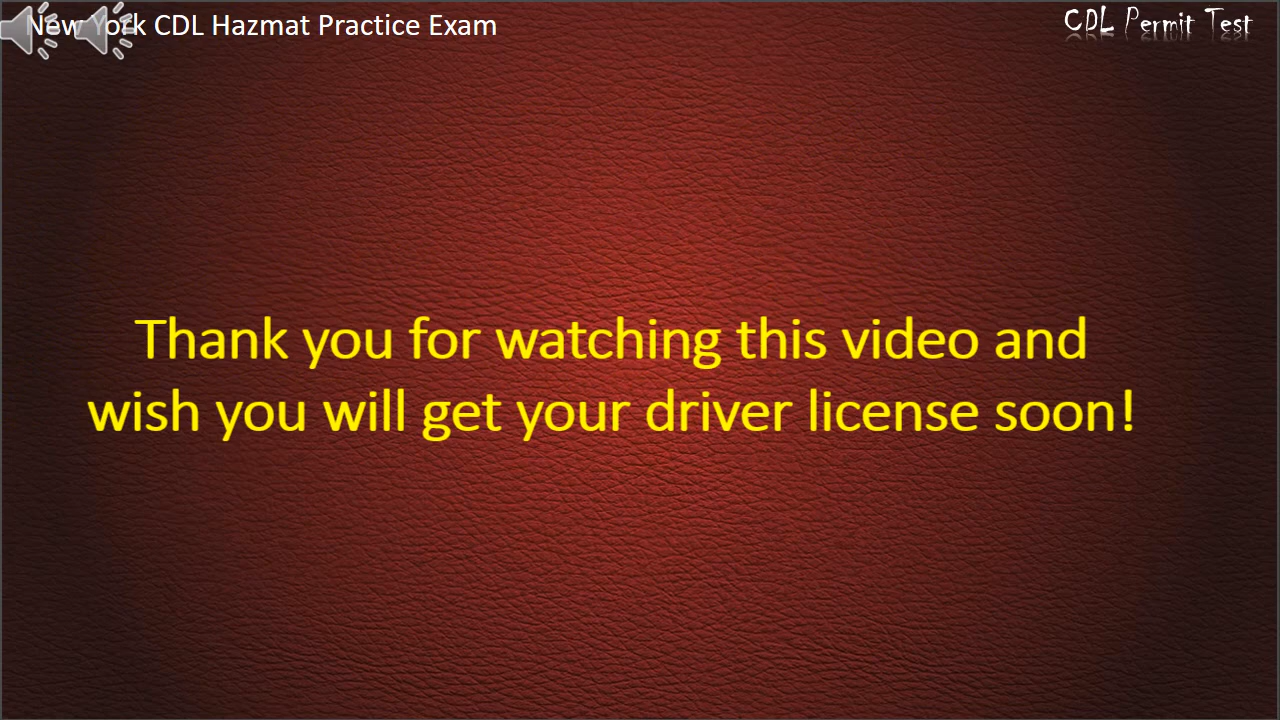 New York CDL Hazmat Practice Exam
CDL Permit Test
Thank you for watching this video and
wish you will get your driver license soon!